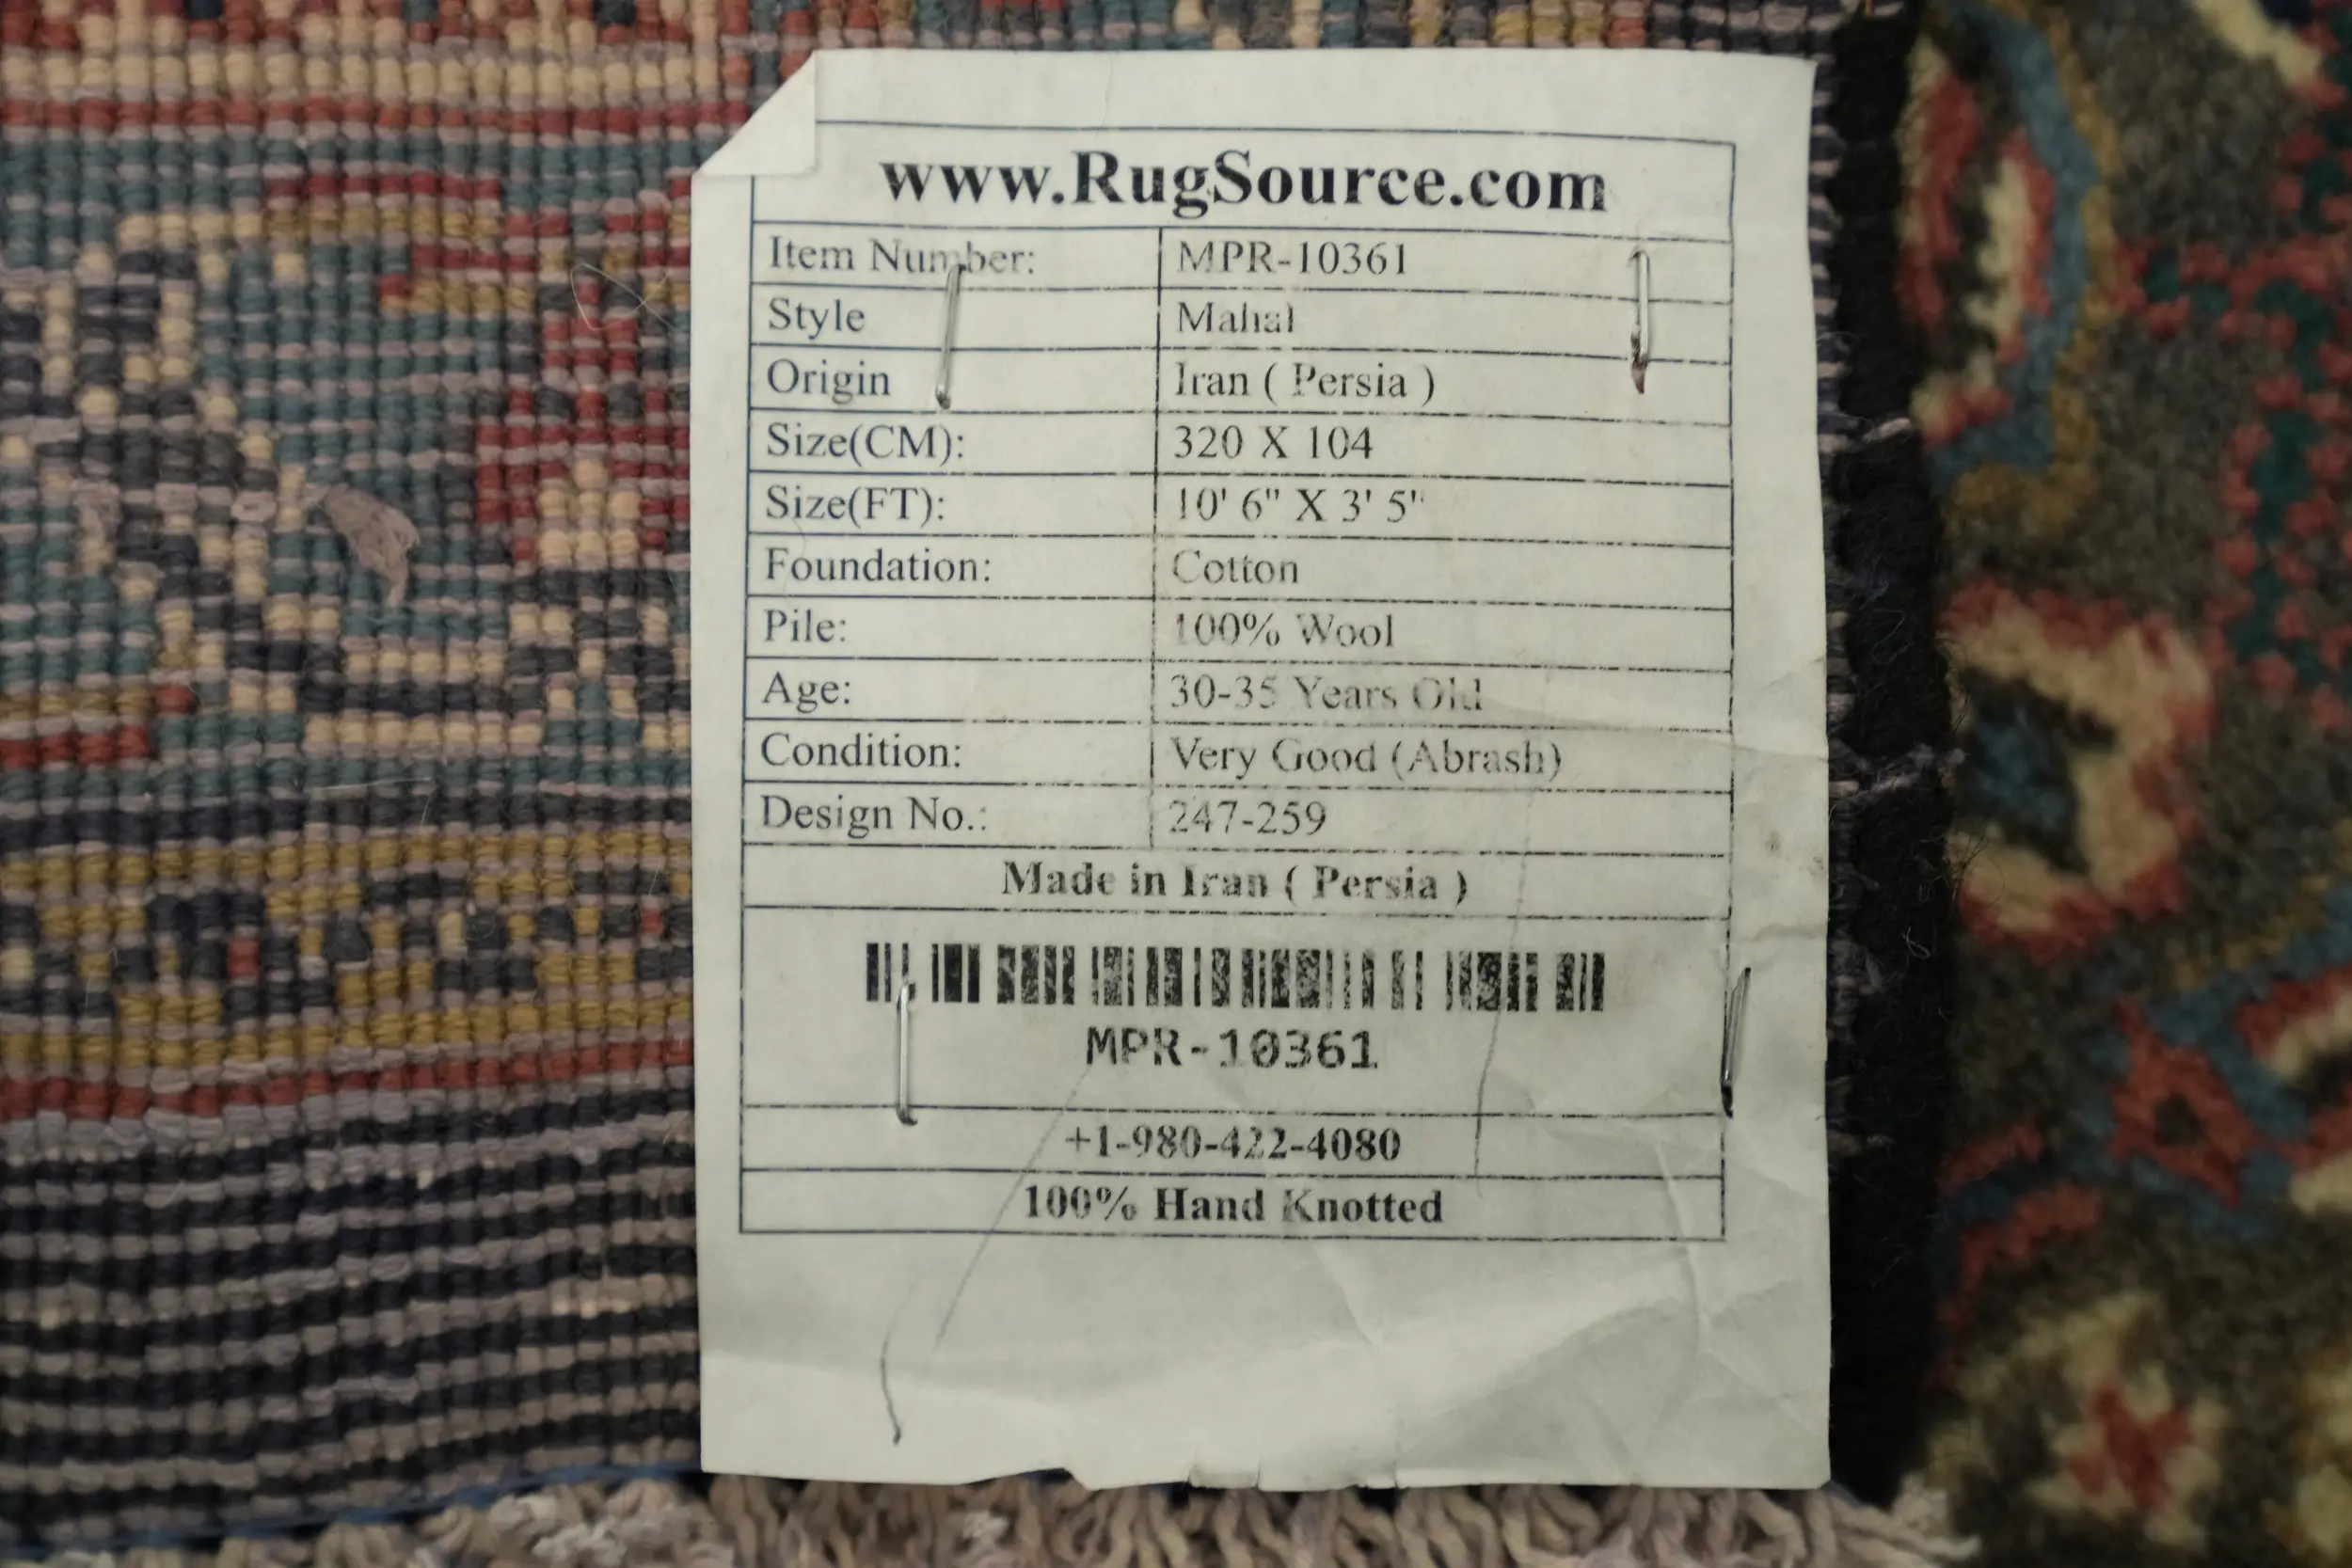 www.RugSource.com
Item Number: MPR-10361
Style Mahal
Origin Iran ( Persia )
Size(CM): 320 X 104
Size(FT): 10' 6" X 3' 5"
Foundation: Cotton
Pile: 100% Wool
Age: 30-35 Years Old
Condition: Very Good (Abrash)
Design No.: 247-259
Made in Iran ( Persia )
MPR-10361
+1-980-422-4080
100% Hand Knotted